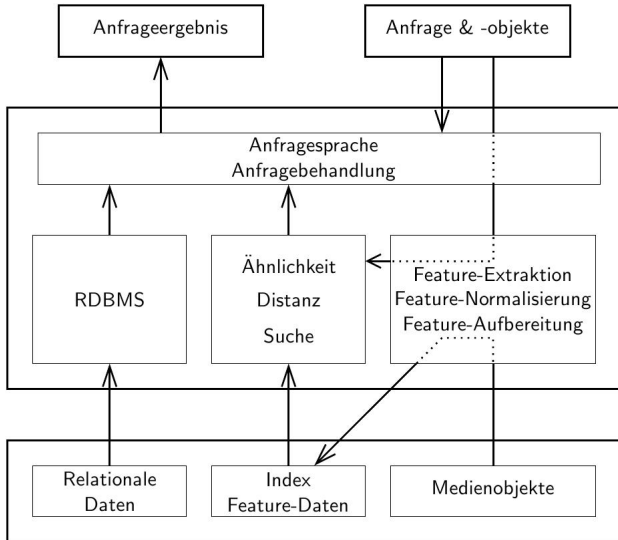 Anfrageergebnis
Anfrage & -objekte
Anfragesprache
Anfragebehandlung
RDBMS
Ähnlichkeit
Distanz
Suche
Feature-Extraktion
Feature-Normalisierung
Feature-Aufbereitung
Relationale
Daten
Index
Feature-Daten
Medienobjekte